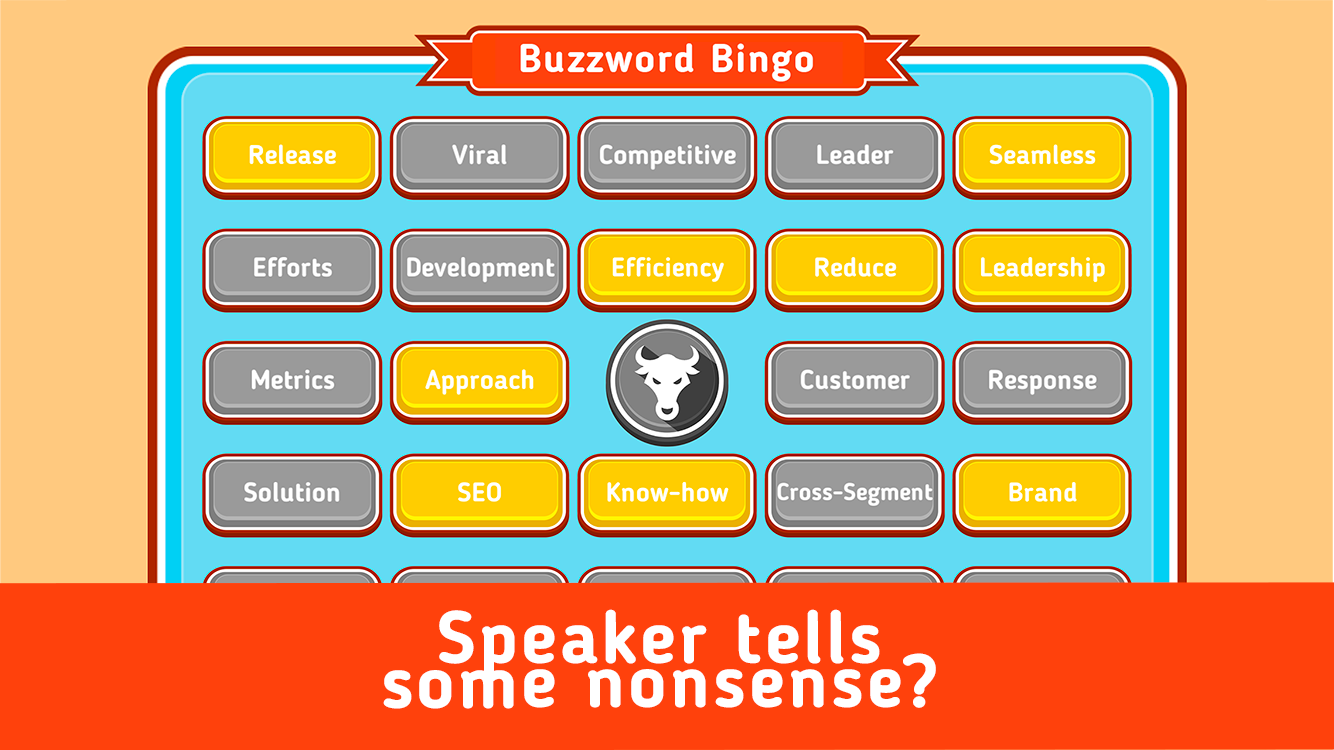 Buzzword Bingo
Release Viral Competitive Leader Seamless
Efforts Development Efficiency Reduce Leadership
Metrics Approach Customer Response
Solution SEO Know-how Cross-Segment Brand
Speaker tells
some nonsense?